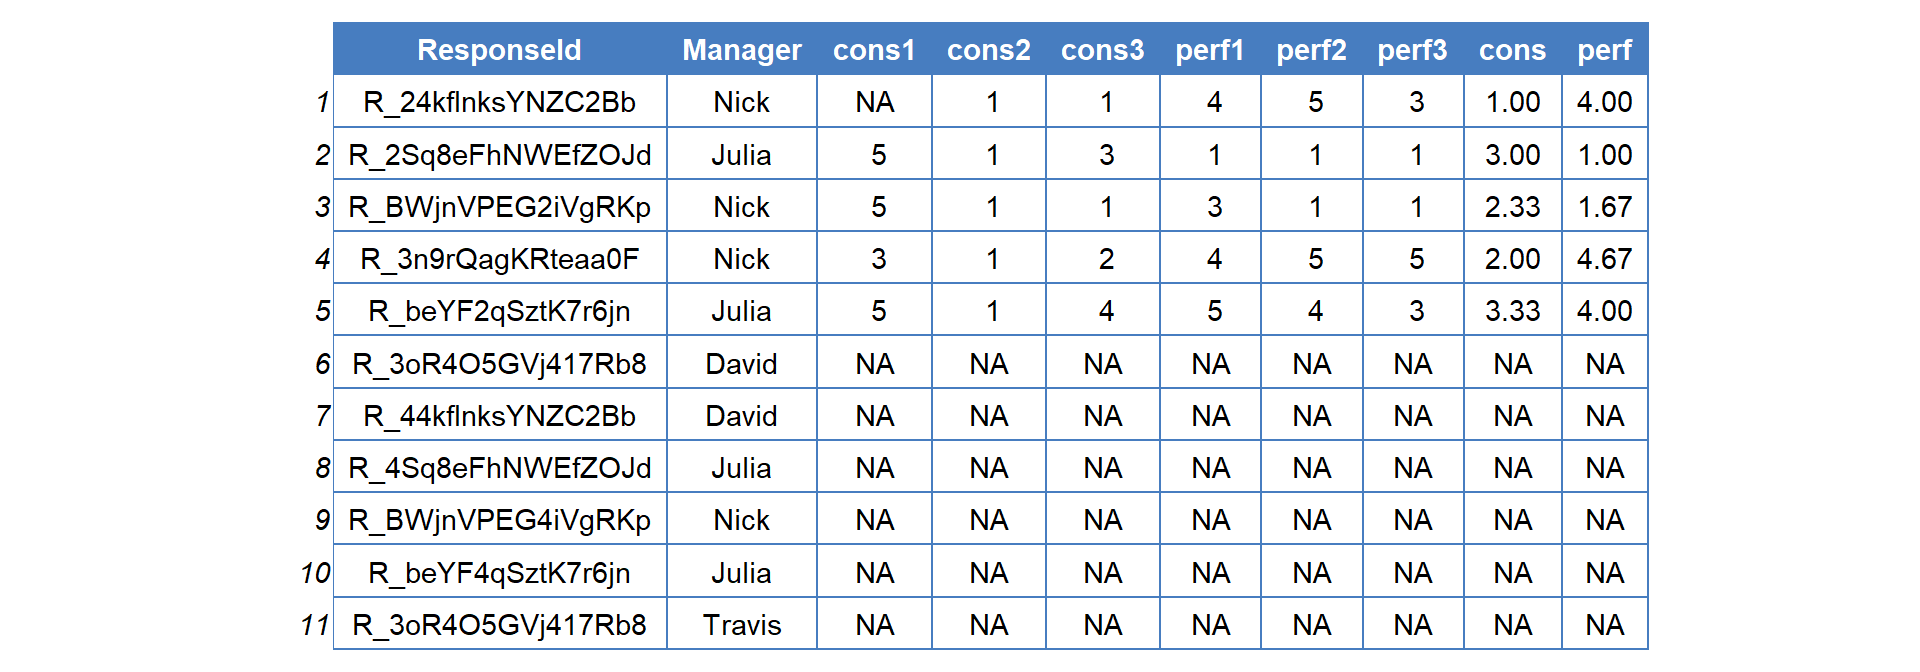 ResponseId Manager cons1 cons2 cons3 perf1 perf2 perf3 cons perf
1 R_24kflnksYNZC2Bb Nick NA 1 1 4 5 3 1.00 4.00
2 R_2Sq8eFhNWEfZOJd Julia 5 1 3 1 1 1 3.00 1.00
3 R_BWjnVPEG2iVgRKp Nick 5 1 1 3 1 1 2.33 1.67
4 R_3n9rQagKRteaa0F Nick 3 1 2 4 5 5 2.00 4.67
5 R_beYF2qSztK7r6jn Julia 5 1 4 5 4 3 3.33 4.00
6 R_3oR4O5GVj417Rb8 David NA NA NA NA NA NA NA NA
7 R_44kflnksYNZC2Bb David NA NA NA NA NA NA NA NA
8 R_4Sq8eFhNWEfZOJd Julia NA NA NA NA NA NA NA NA
9 R_BWjnVPEG4iVgRKp Nick NA NA NA NA NA NA NA NA
10 R_beYF4qSztK7r6jn Julia NA NA NA NA NA NA NA NA
11 R_3oR4O5GVj417Rb8 Travis NA NA NA NA NA NA NA NA